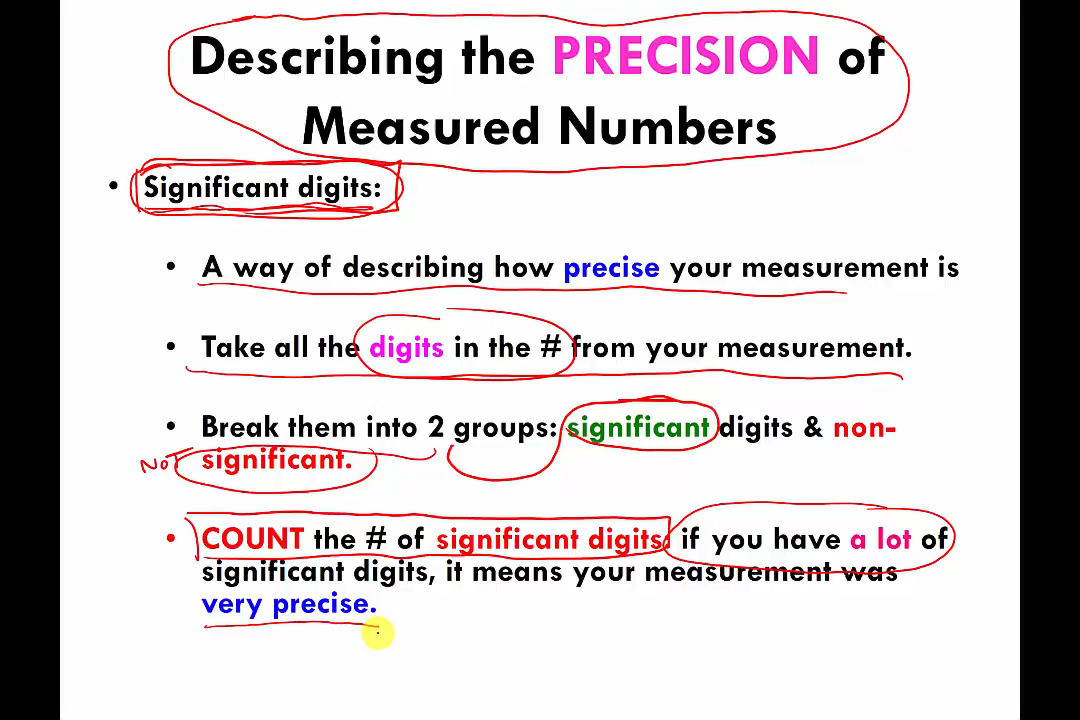 Describing the PRECISION of
Measured Numbers
• Significant digits:
• A way of describing how precise your measurement is
• Take all the digits in the # from your measurement.
• Break them into 2 groups: significant digits & non-
NOT significant.
• COUNT the # of significant digits. if you have a lot of
significant digits, it means your measurement was
very precise.